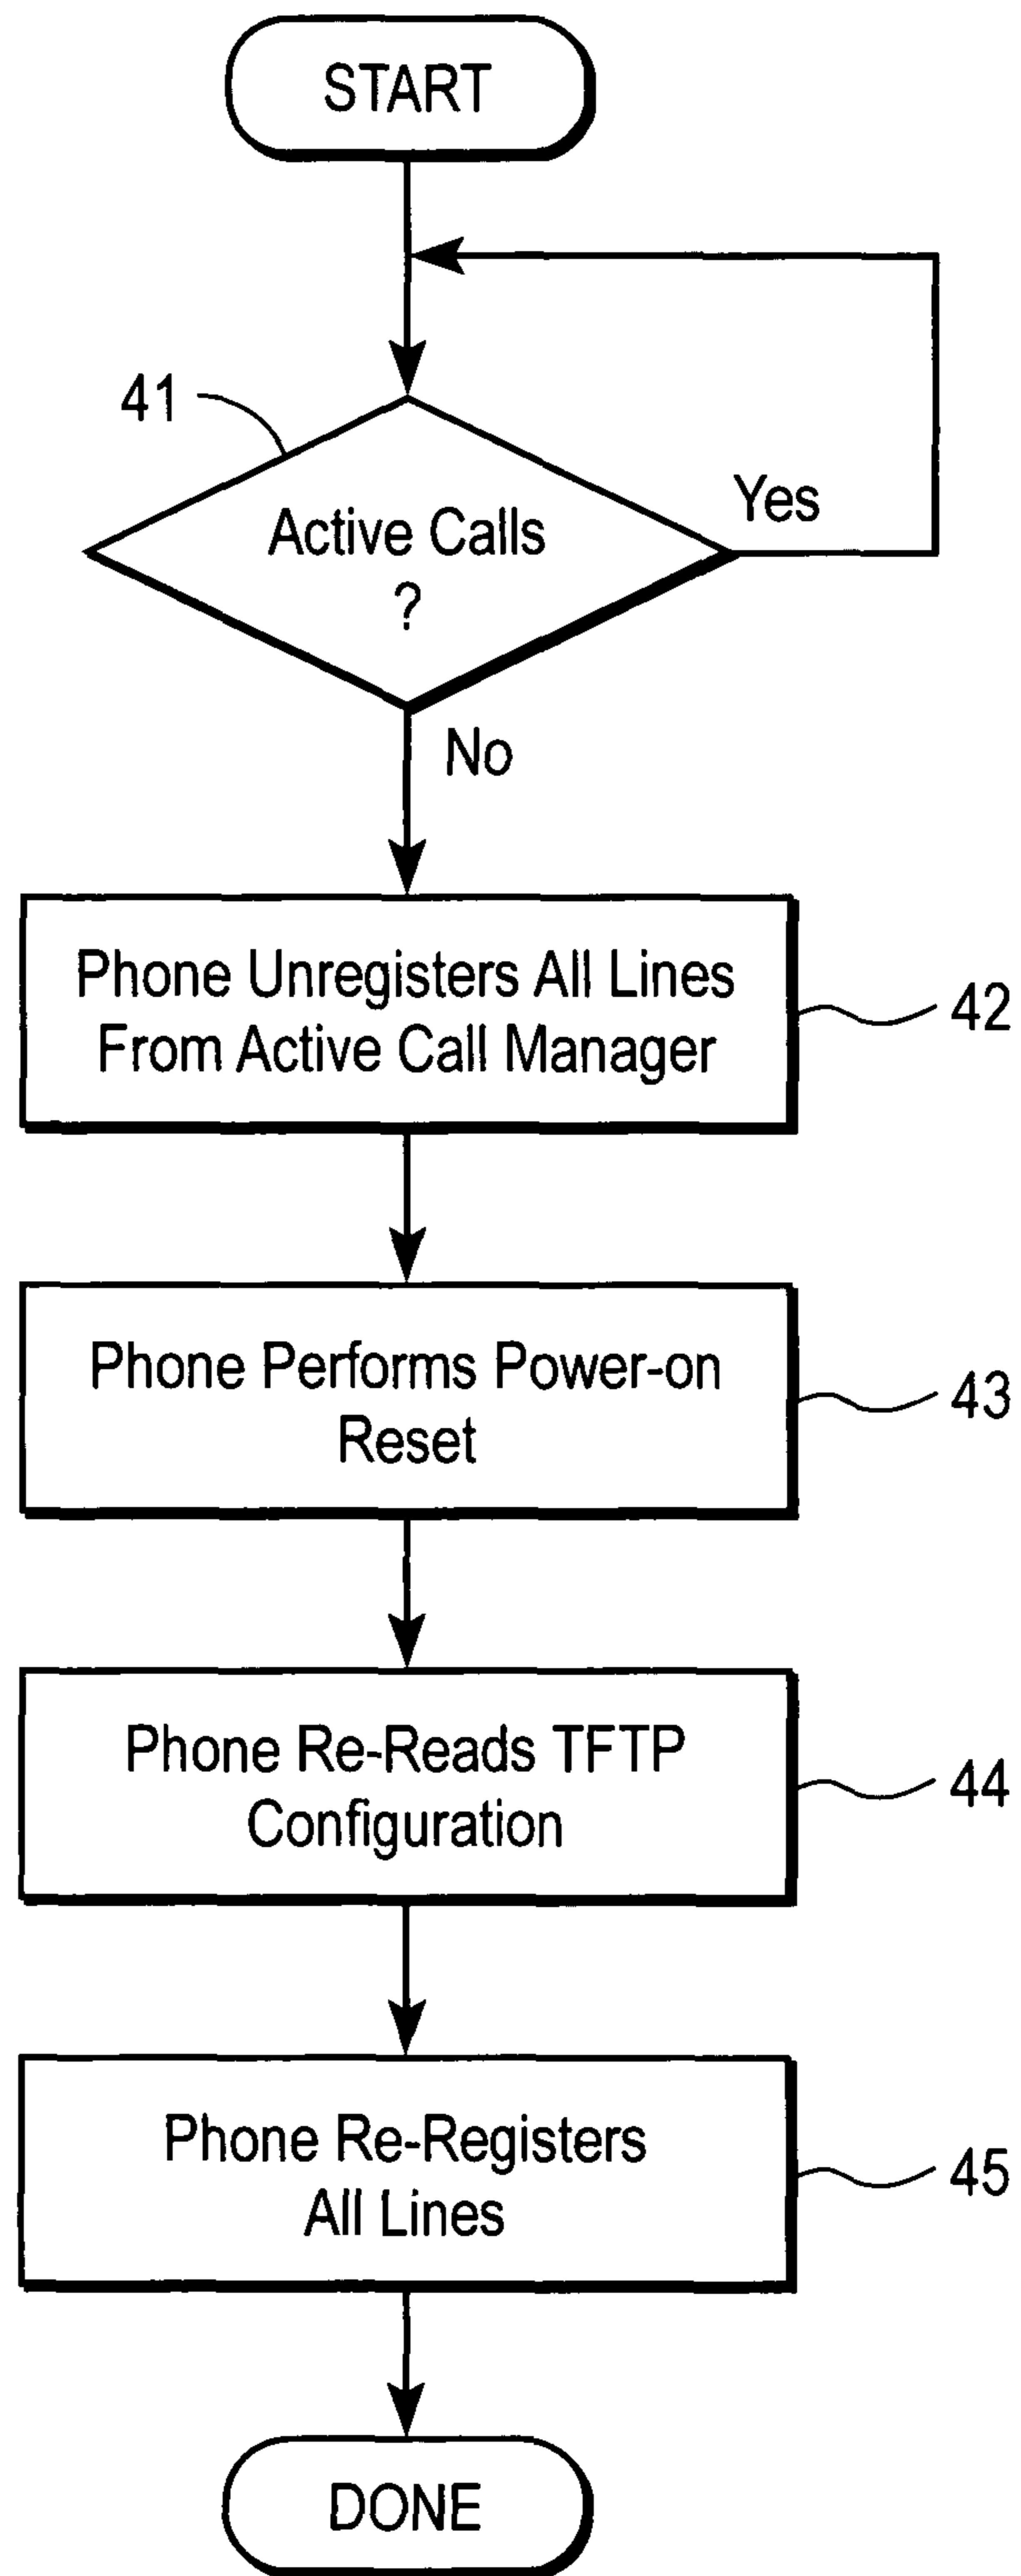 START
41
Active Calls
?
Yes
No
Phone Unregisters All Lines
From Active Call Manager
42
Phone Performs Power-on
Reset
43
Phone Re-Reads TFTP
Configuration
44
Phone Re-Registers
All Lines
45
DONE